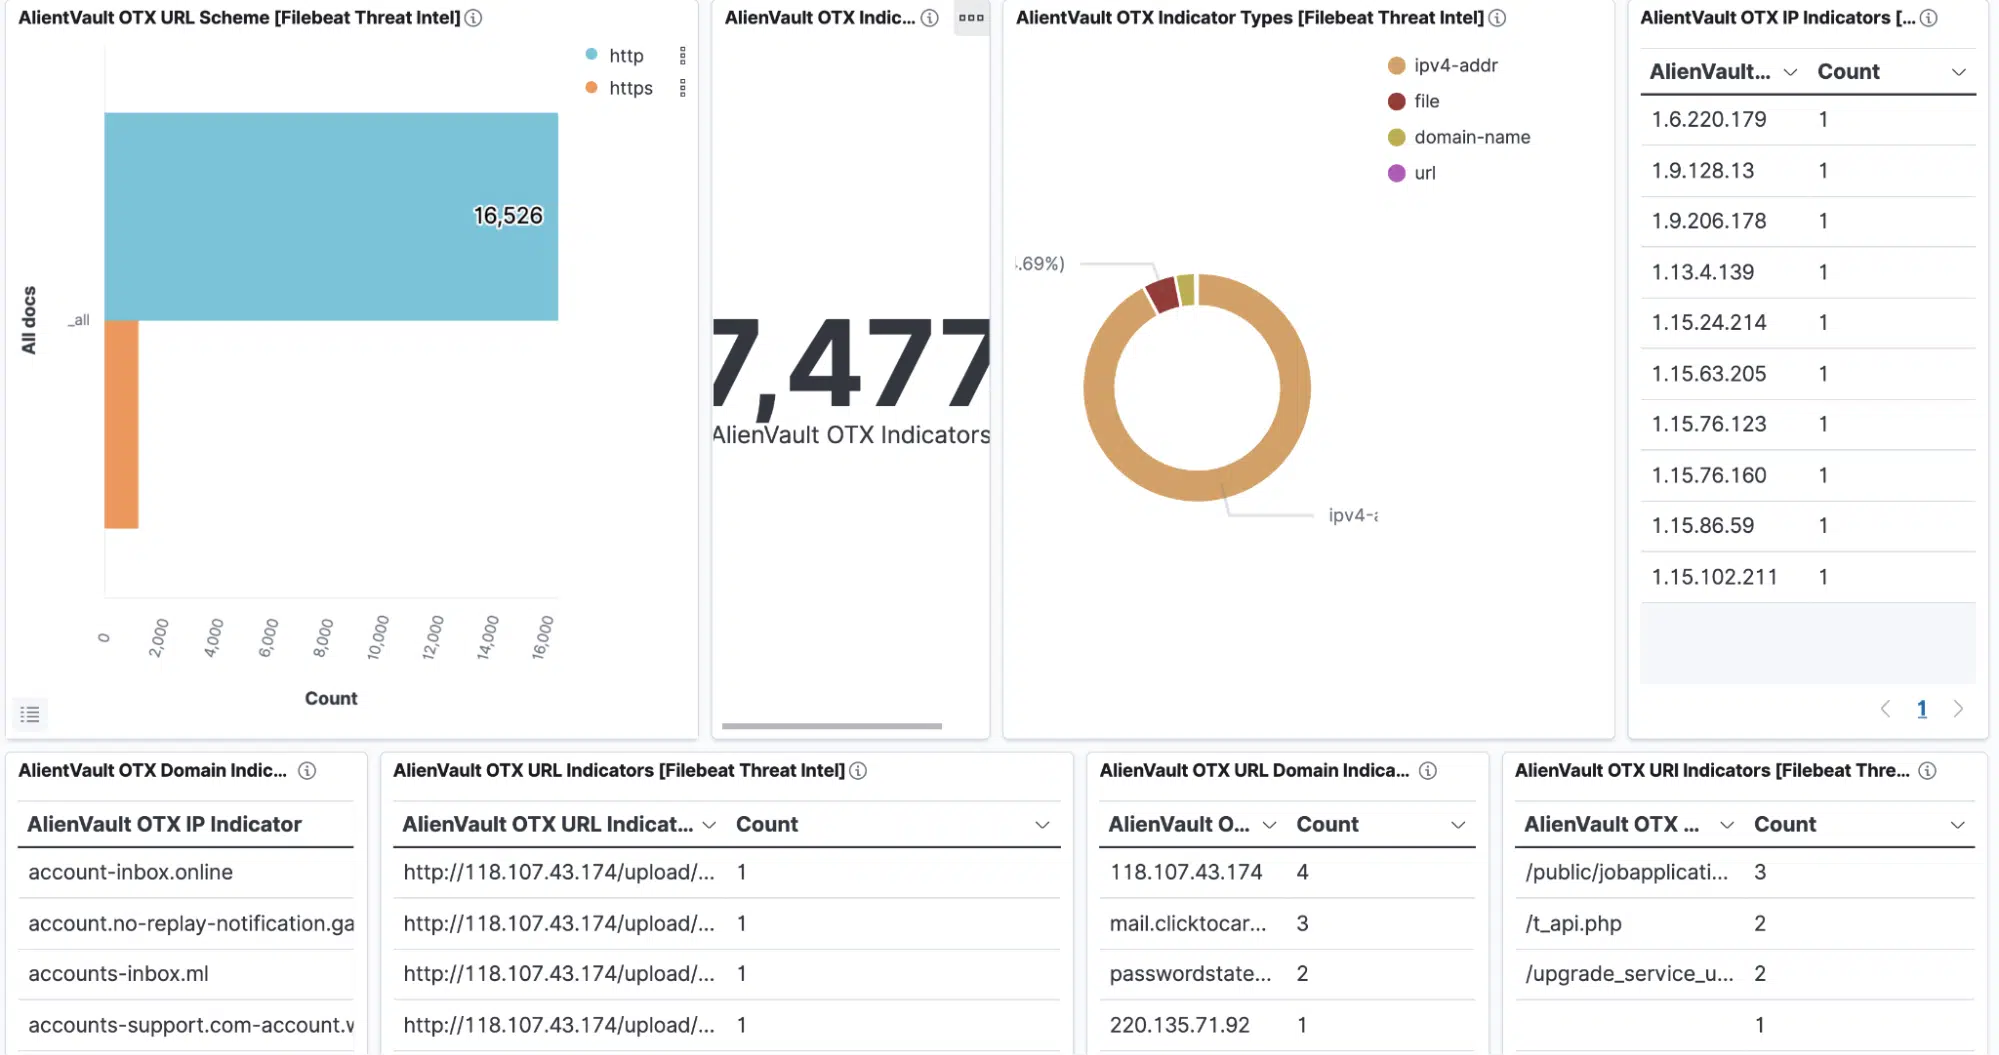 AlientVault OTX URL Scheme [Filebeat Threat Intel]
http
https
16,526
All docs
_all
0
2,000
4,000
6,000
8,000
10,000
12,000
14,000
16,000
Count
AlienVault OTX Indic...
7,477
AlienVault OTX Indicators
AlientVault OTX Indicator Types [Filebeat Threat Intel]
ipv4-addr
file
domain-name
url
.69%)
ipv4-a
AlienVault OTX IP Indicators [...
AlienVault... Count
1.6.220.179 1
1.9.128.13 1
1.9.206.178 1
1.13.4.139 1
1.15.24.214 1
1.15.63.205 1
1.15.76.123 1
1.15.76.160 1
1.15.86.59 1
1.15.102.211 1
1
AlientVault OTX Domain Indic...
AlienVault OTX IP Indicator
account-inbox.online
account.no-replay-notification.ga
accounts-inbox.ml
accounts-support.com-account.v
AlienVault OTX URL Indicators [Filebeat Threat Intel]
AlienVault OTX URL Indicat... Count
http://118.107.43.174/upload/... 1
http://118.107.43.174/upload/... 1
http://118.107.43.174/upload/... 1
http://118.107.43.174/upload/... 1
AlienVault OTX URL Domain Indica...
AlienVault O... Count
118.107.43.174 4
mail.clicktocar... 3
passwordstate... 2
220.135.71.92 1
AlienVault OTX URI Indicators [Filebeat Thre...
AlienVault OTX ... Count
/public/jobapplicati... 3
/t_api.php 2
/upgrade_service_u... 2
1